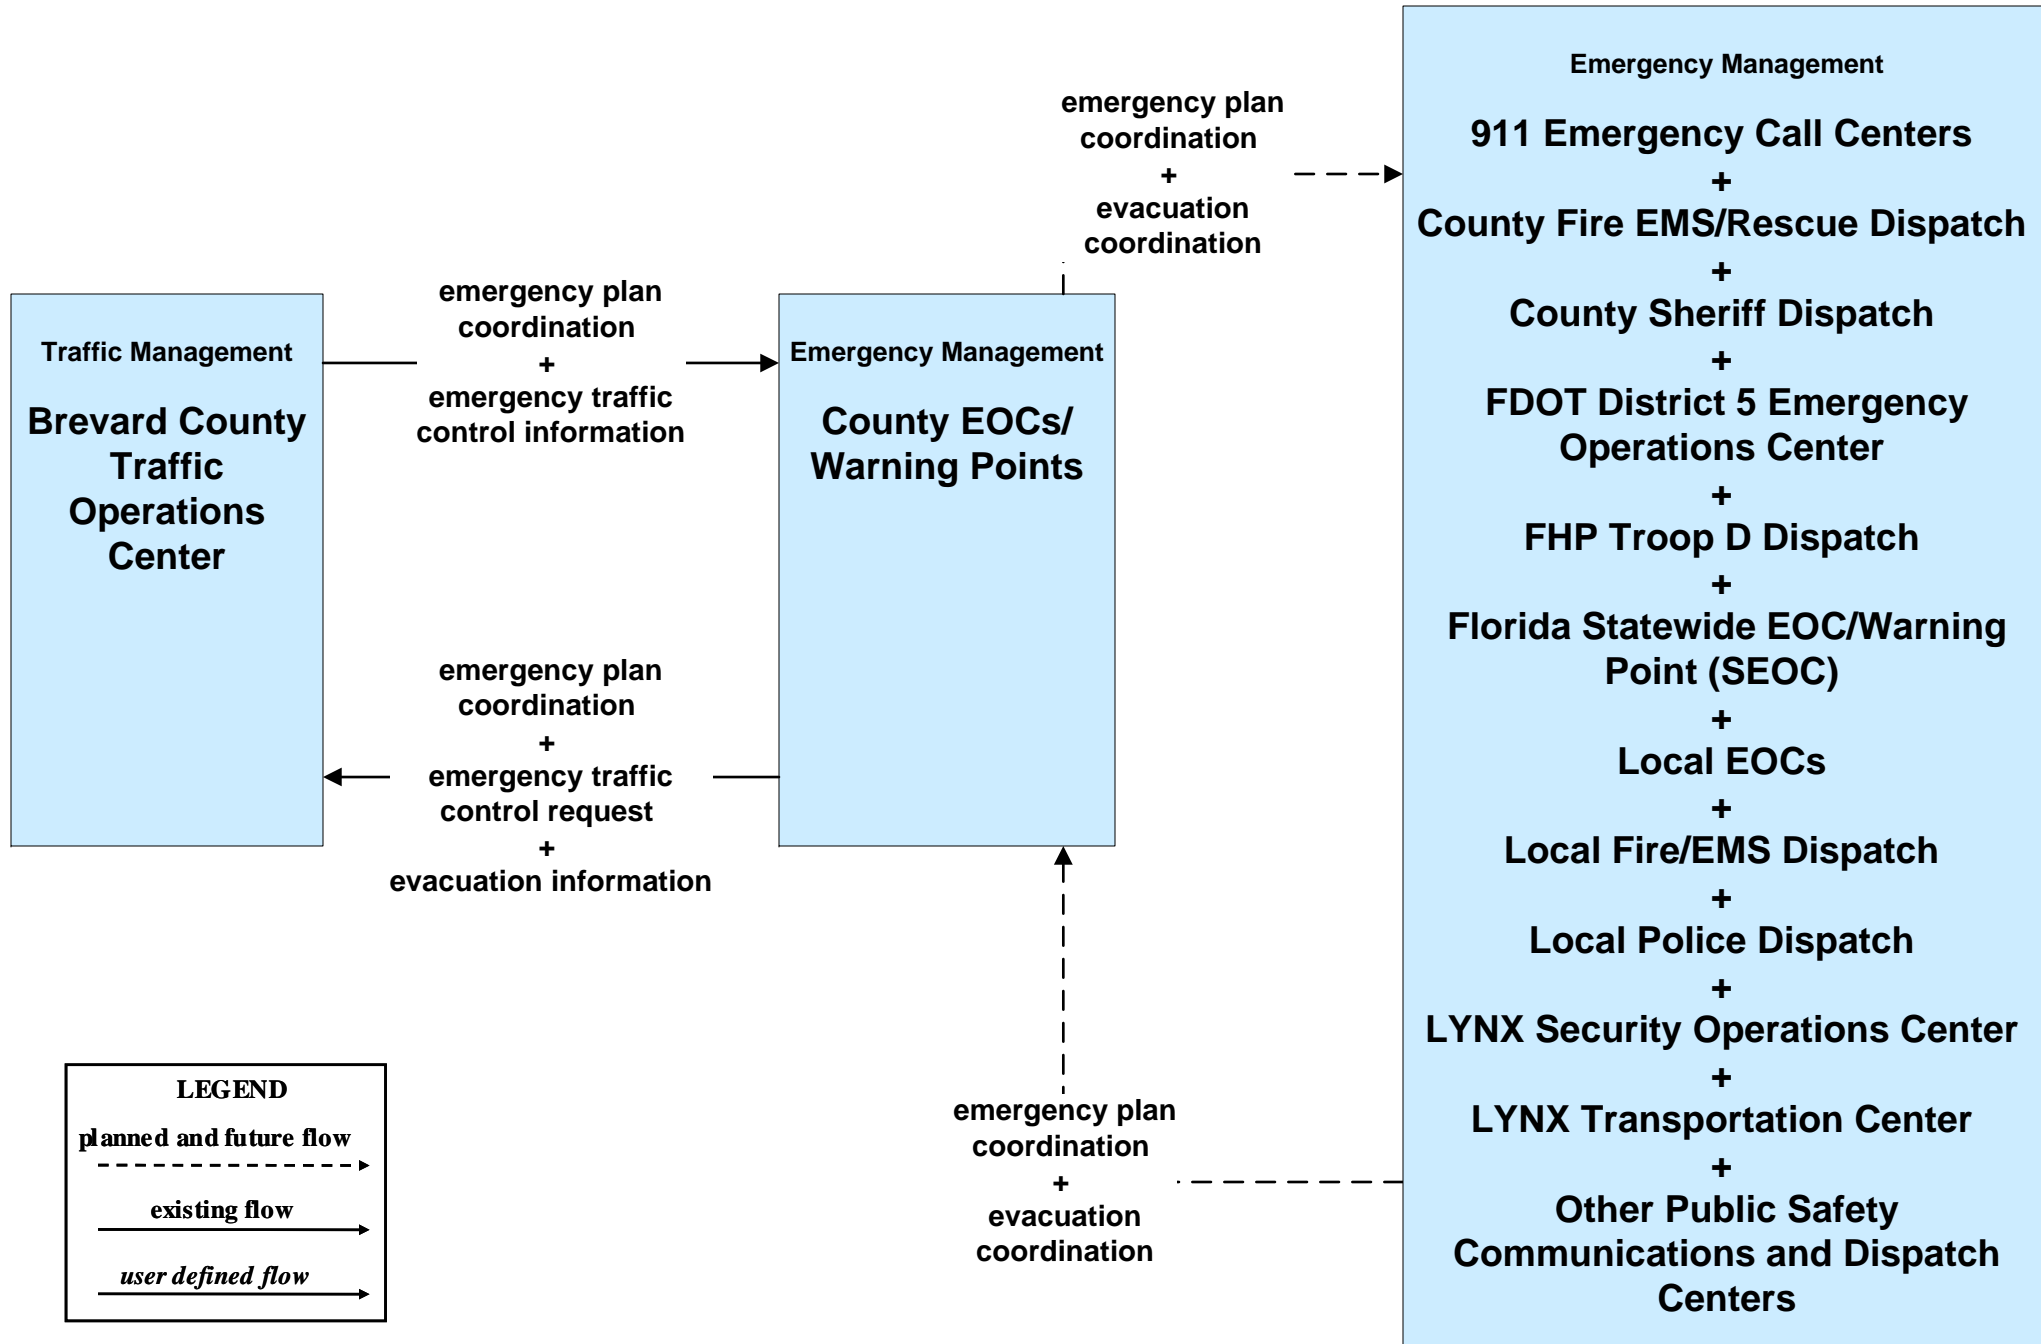 Traffic Management
Brevard County
Traffic
Operations
Center
emergency plan
coordination
+
emergency traffic
control information
emergency plan
coordination
+
emergency traffic
control request
+
evacuation information
Emergency Management
County EOCs/
Warning Points
emergency plan
coordination
+
evacuation
coordination
emergency plan
coordination
+
evacuation
coordination
Emergency Management
911 Emergency Call Centers
+
County Fire EMS/Rescue Dispatch
+
County Sheriff Dispatch
+
FDOT District 5 Emergency
Operations Center
+
FHP Troop D Dispatch
+
Florida Statewide EOC/Warning
Point (SEOC)
+
Local EOCs
+
Local Fire/EMS Dispatch
+
Local Police Dispatch
+
LYNX Security Operations Center
+
LYNX Transportation Center
+
Other Public Safety
Communications and Dispatch
Centers
LEGEND
planned and future flow
existing flow
user defined flow